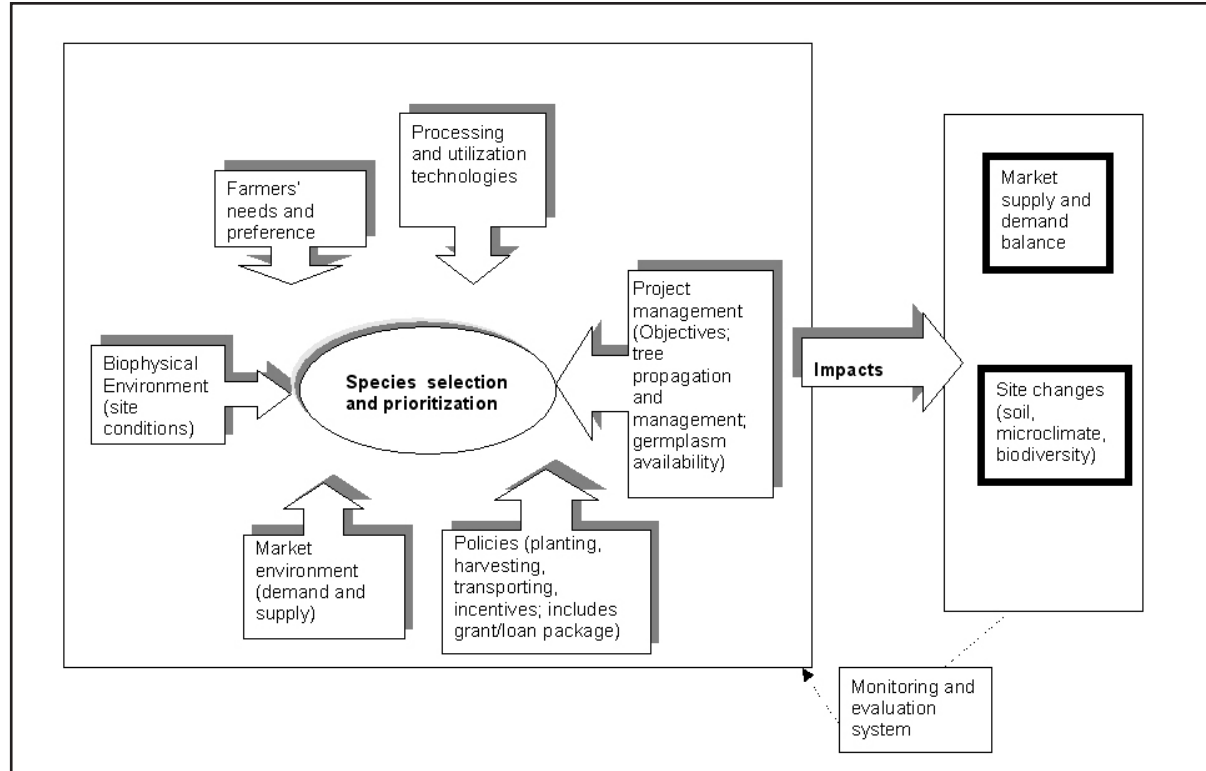 Processing
and utilization
technologies
Farmers'
needs and
preference
Biophysical
Environment
(site
conditions)
Species selection
and prioritization
Project
management
(Objectives;
tree
propagation
and
management;
germplasm
availability)
Market
environment
(demand and
supply)
Policies (planting,
harvesting,
transporting,
incentives; includes
grant/loan package)
Impacts
Market
supply and
demand
balance
Site changes
(soil,
microclimate,
biodiversity)
Monitoring and
evaluation
system